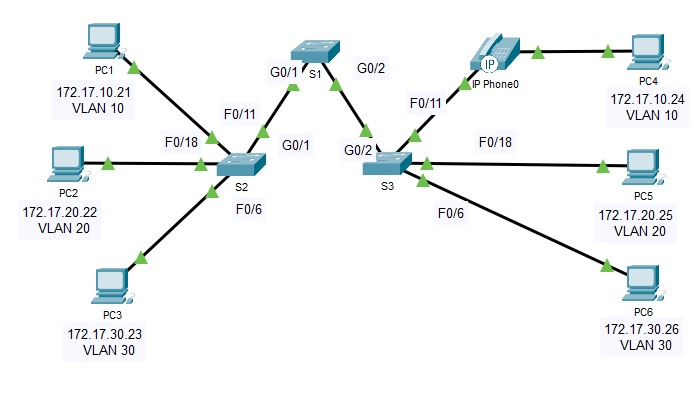 PC1
172.17.10.21
VLAN 10
F0/18
F0/11
G0/1
S1
G0/2
IP
IP Phone0
PC4
172.17.10.24
VLAN 10
F0/11
F0/18
PC2
172.17.20.22
VLAN 20
S2
G0/1
F0/6
G0/2
S3
F0/6
PC5
172.17.20.25
VLAN 20
PC3
172.17.30.23
VLAN 30
PC6
172.17.30.26
VLAN 30